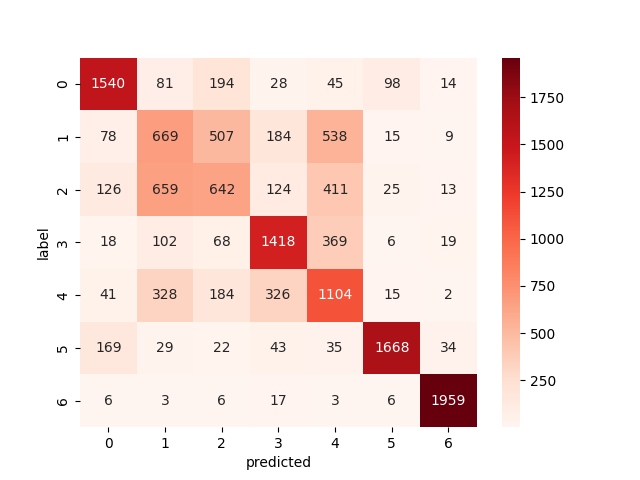 0 1540 81 194 28 45 98 14
1 78 669 507 184 538 15 9
2 126 659 642 124 411 25 13
3 18 102 68 1418 369 6 19
4 41 328 184 326 1104 15 2
5 169 29 22 43 35 1668 34
6 6 3 6 17 3 6 1959
0 1 2 3 4 5 6
predicted
label
1750
1500
1250
1000
750
500
250